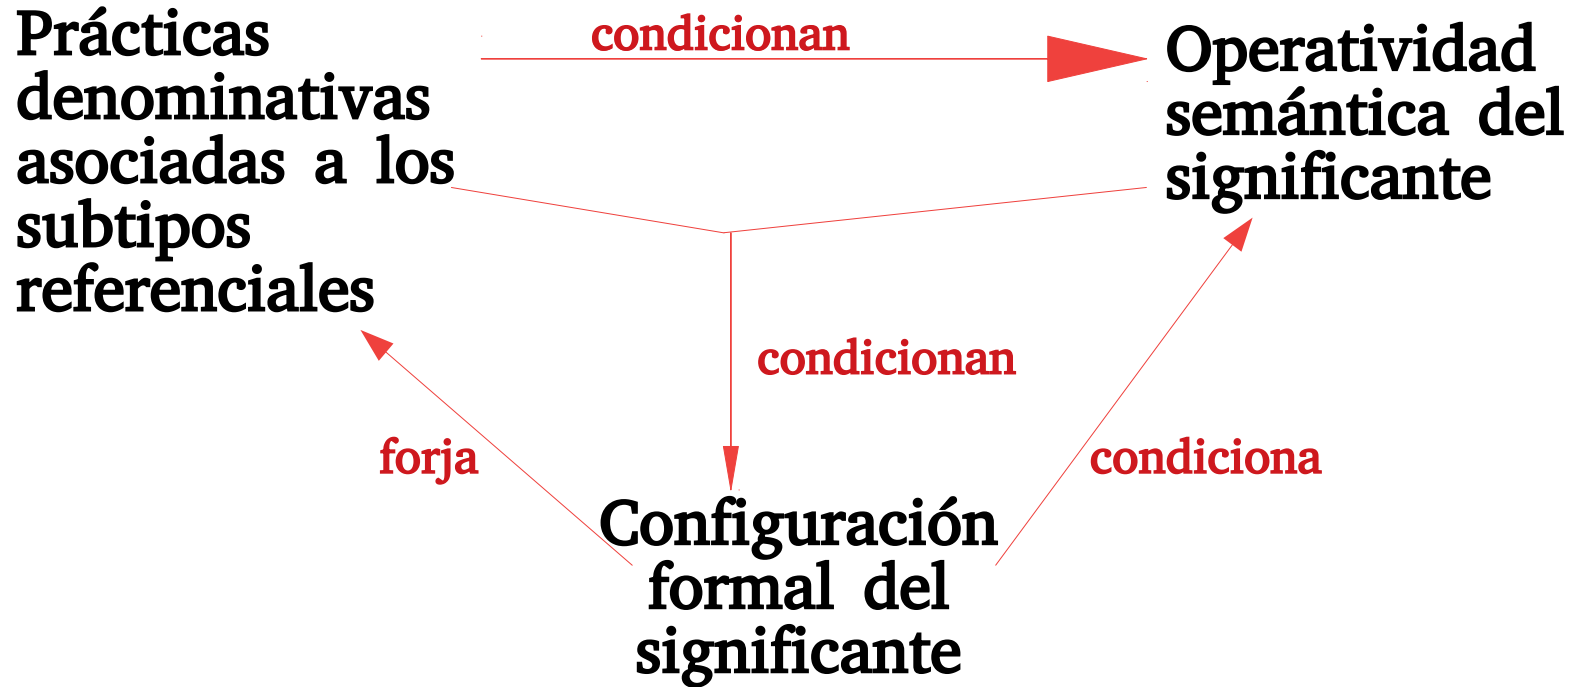 Prácticas
denominativas
asociadas a los
subtipos
referenciales
condicionan
Operatividad
semántica del
significante
condicionan
forja
condiciona
Configuración
formal del
significante